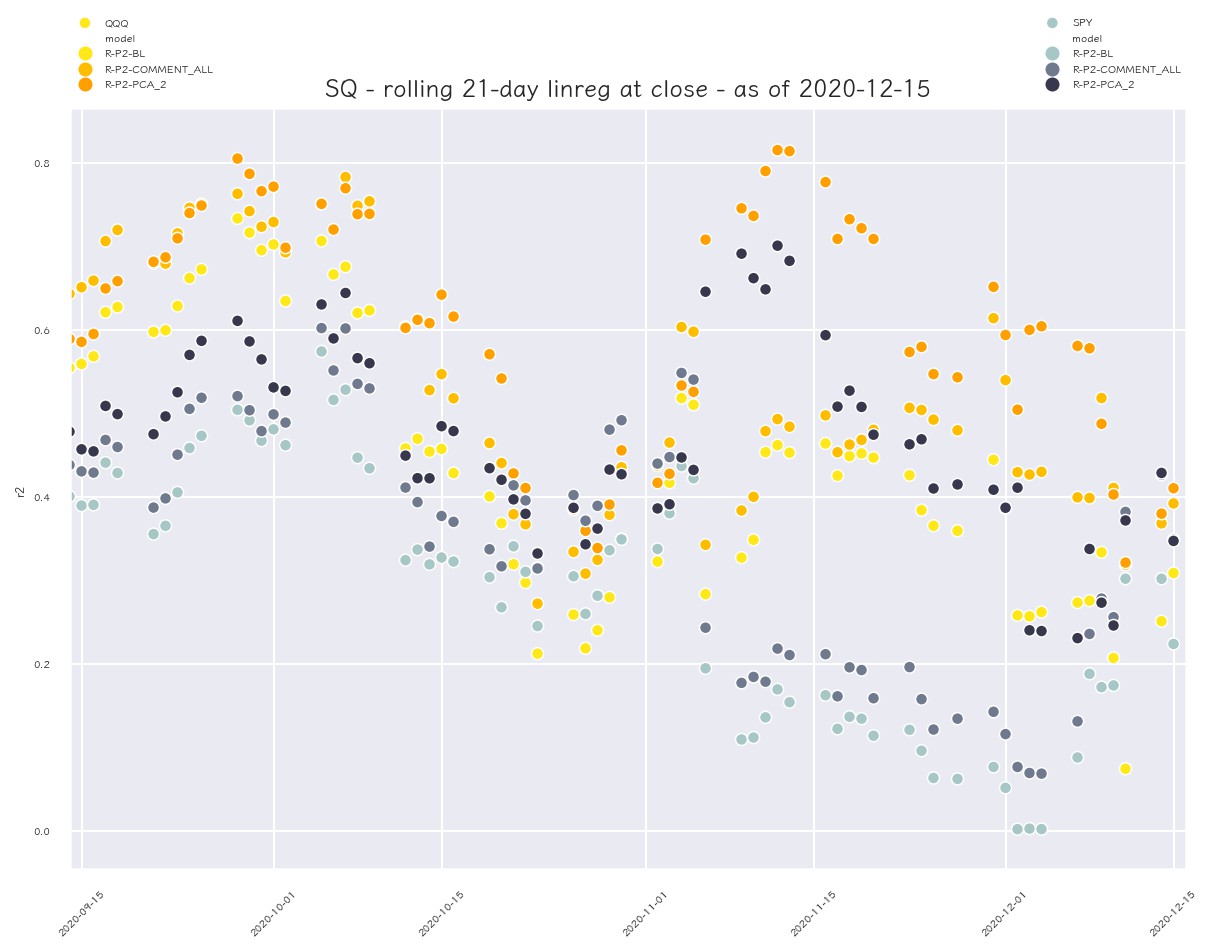 QQQ
model
R-P2-BL
R-P2-COMMENT_ALL
R-P2-PCA_2
SPY
model
R-P2-BL
R-P2-COMMENT_ALL
R-P2-PCA_2
SQ - rolling 21-day linreg at close - as of 2020-12-15
0.8
0.6
0.4
0.2
0.0
r2
2020-09-15
2020-10-01
2020-10-15
2020-11-01
2020-11-15
2020-12-01
2020-12-15